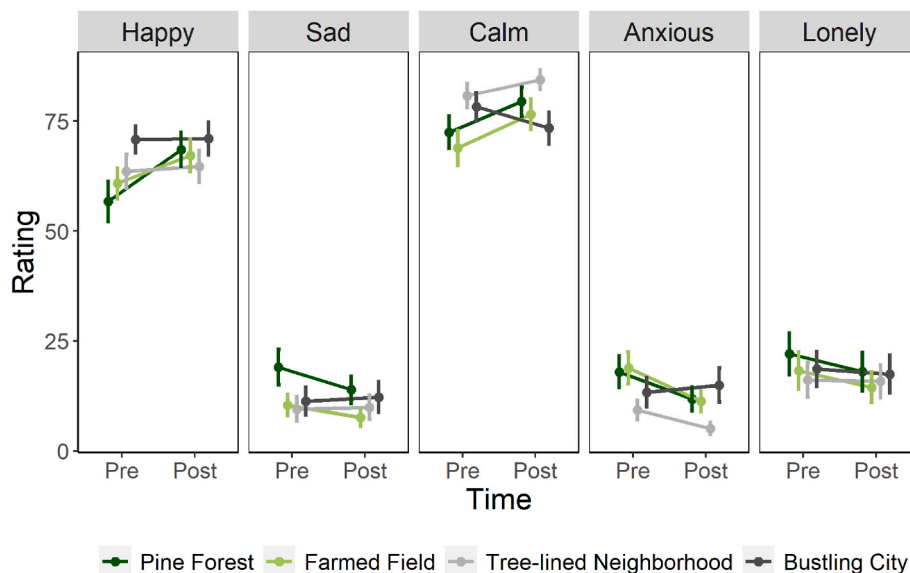 Happy Sad Calm Anxious Lonely
75
50
25
0
Rating
Pre Post Pre Post Pre Post Pre Post Pre Post
Time
Pine Forest Farmed Field Tree-lined Neighborhood Bustling City